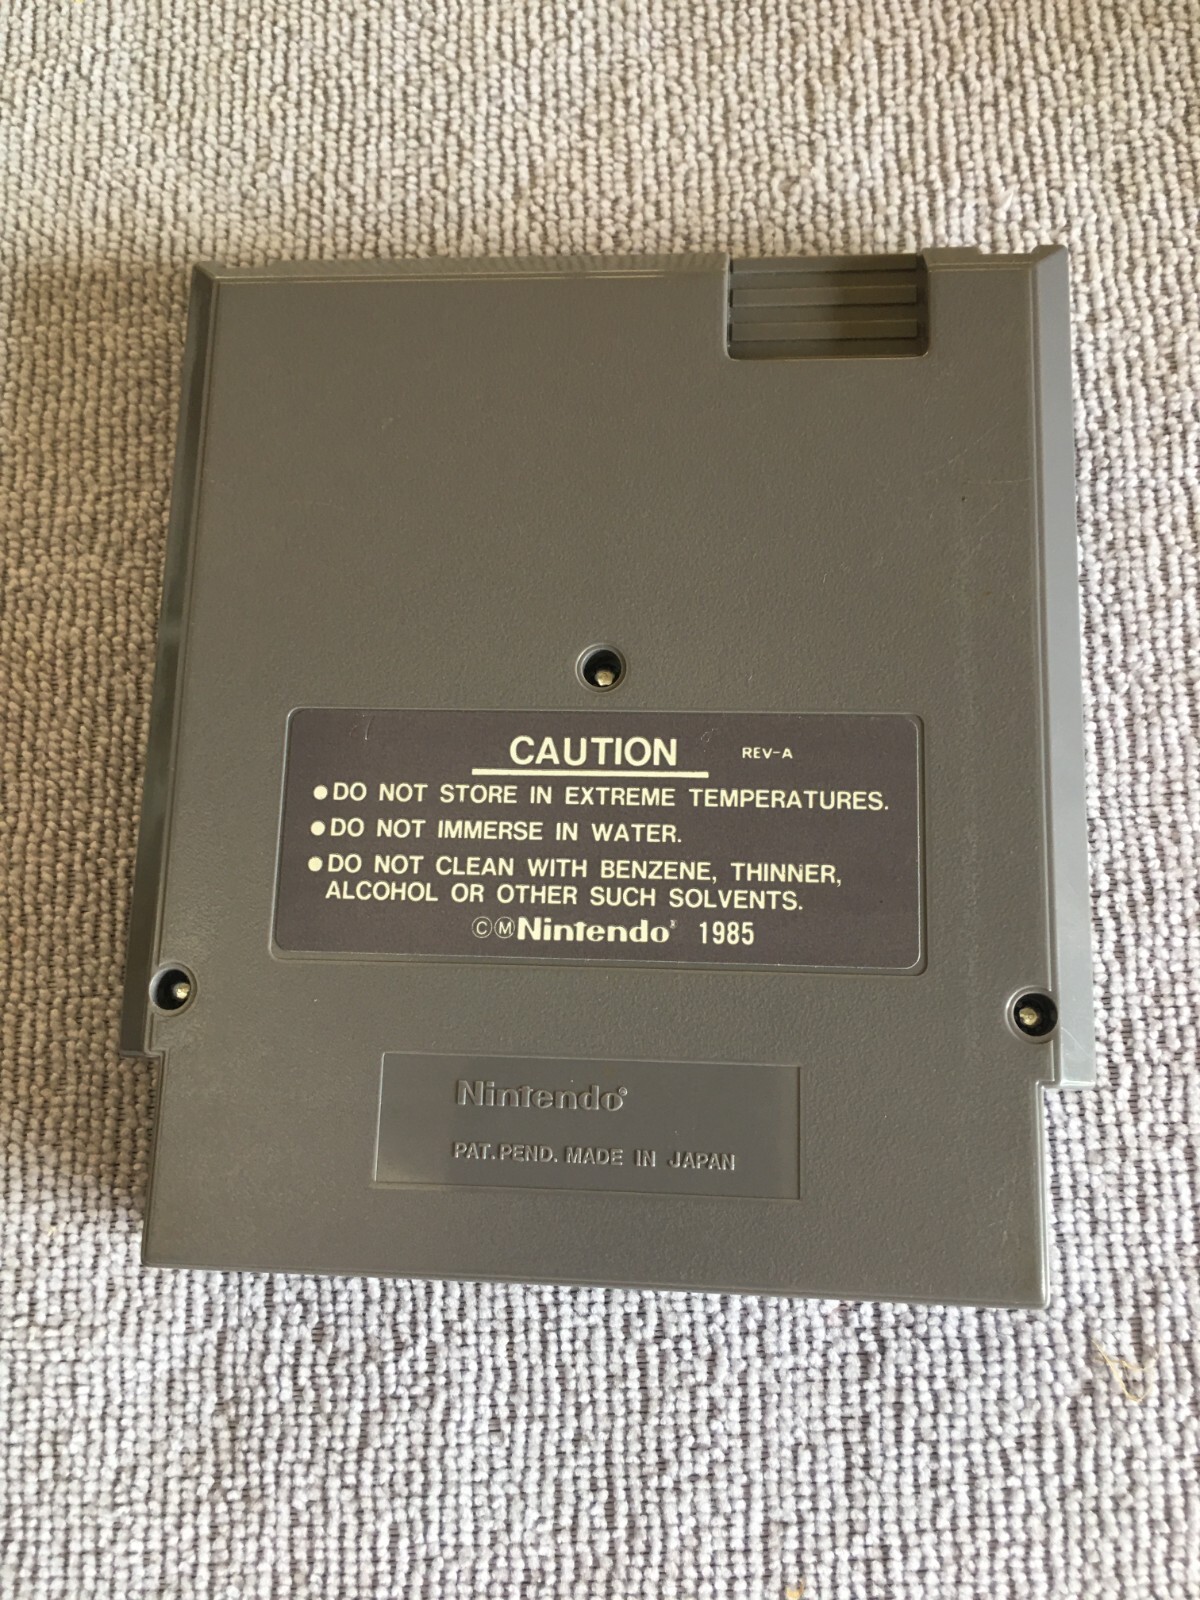 CAUTION REV-A
●DO NOT STORE IN EXTREME TEMPERATURES.
●DO NOT IMMERSE IN WATER.
●DO NOT CLEAN WITH BENZENE, THINNER,
ALCOHOL OR OTHER SUCH SOLVENTS.
ⒸⓂNintendo® 1985
Nintendo®
PAT. PEND. MADE IN JAPAN